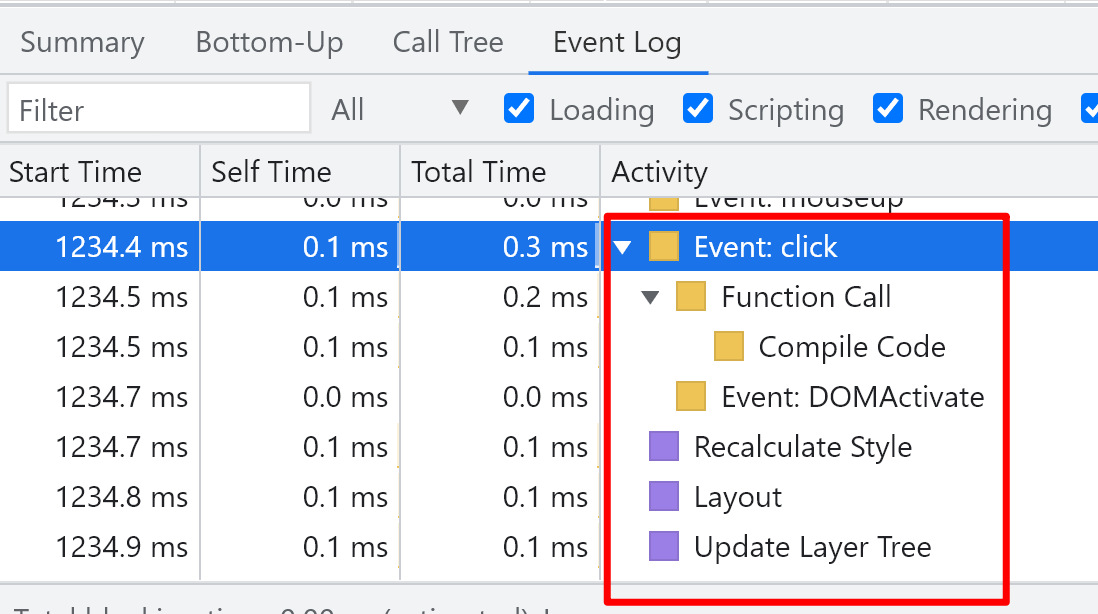 Summary Bottom-Up Call Tree Event Log
Filter All Loading Scripting Rendering
Start Time Self Time Total Time Activity
1234.3 ms 0.0 ms 0.0 ms Event: mouseup
1234.4 ms 0.1 ms 0.3 ms Event: click
1234.5 ms 0.1 ms 0.2 ms Function Call
1234.5 ms 0.1 ms 0.1 ms Compile Code
1234.7 ms 0.0 ms 0.0 ms Event: DOMActivate
1234.7 ms 0.1 ms 0.1 ms Recalculate Style
1234.8 ms 0.1 ms 0.1 ms Layout
1234.9 ms 0.1 ms 0.1 ms Update Layer Tree